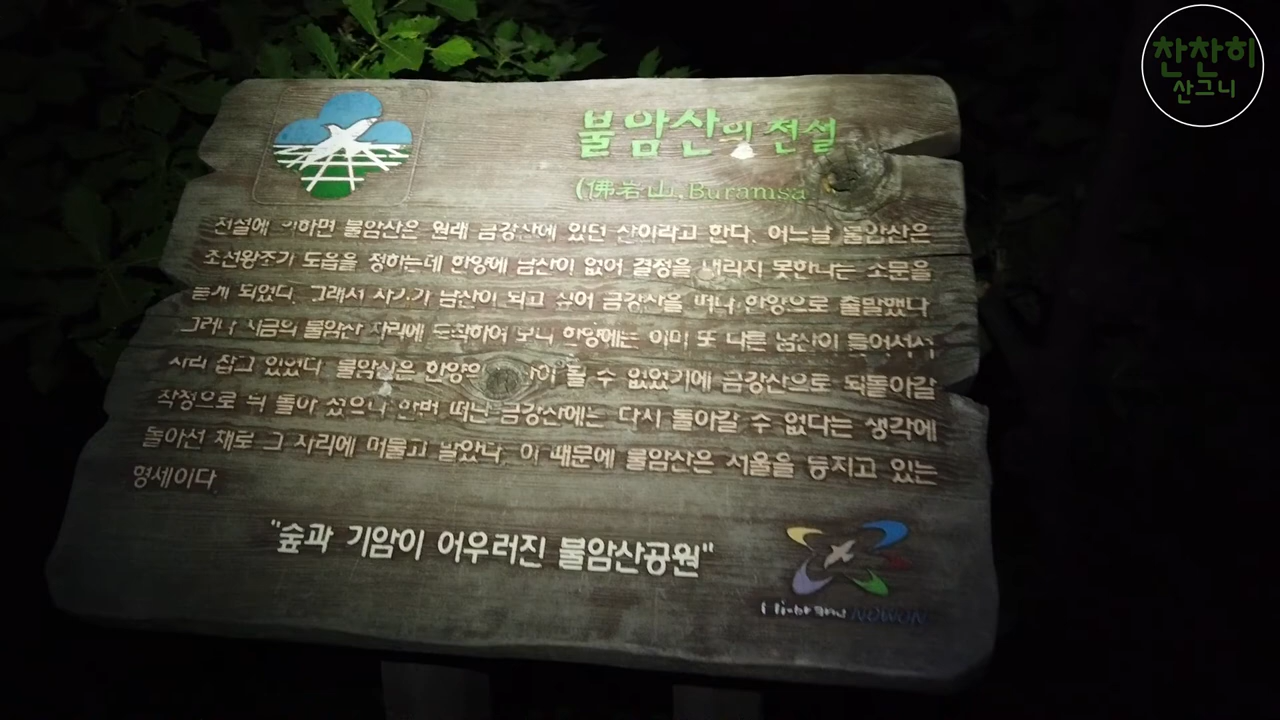 찬찬히
산그니
불암산의 전설
(佛岩山, Buramsa
전설에 의하면 불암산은 원래 금강산에 있던 산이라고 한다. 어느날 불암산은
조선왕조가 도읍을 정하는데 한양에 남산이 없어 결정을 내리지 못한다는 소문을
듣게 되었다. 그래서 자기가 남산이 되고 싶어 금강산을 떠나 한양으로 출발했다
그러나 지금의 불암산 자리에 도착하여 보니 한양에는 이미 또 다른 남산이 들어서서
자리 잡고 있었다. 불암산은 한양의 이 될 수 없었기에 금강산으로 되돌아갈
작정으로 뒤 돌아 섰으나 한번 떠난 금강산에는 다시 돌아갈 수 없다는 생각에
돌아선 채로 그 자리에 머물고 말았다. 이 때문에 불암산은 서울을 등지고 있는
형세이다
"숲과 기암이 어우러진 불암산공원"
NOWON